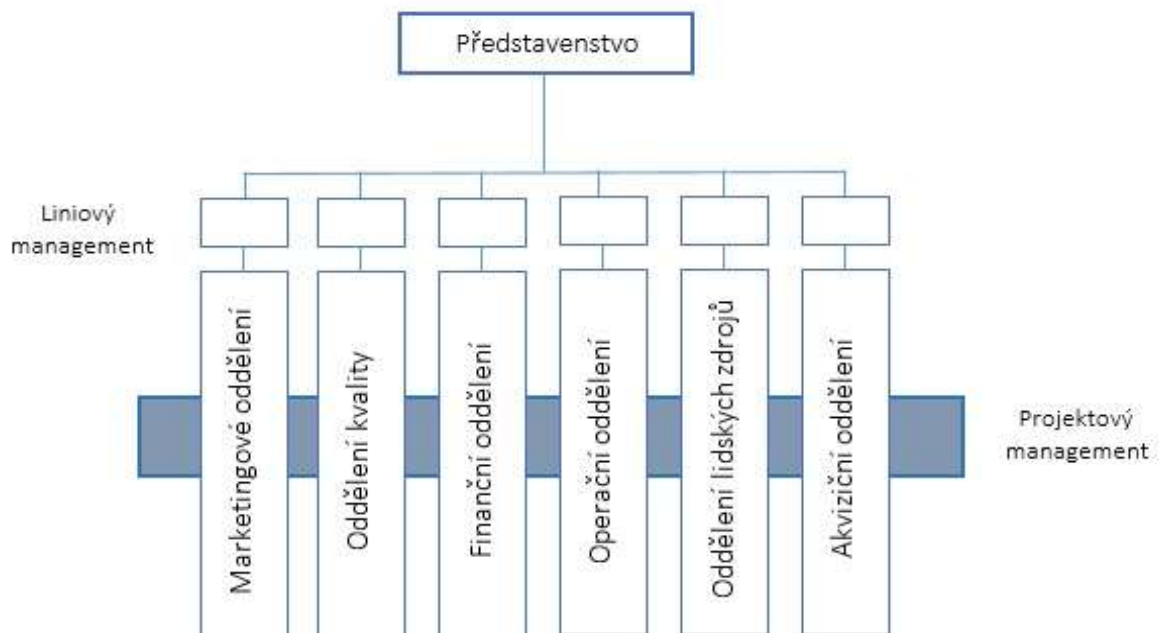 Představenstvo
Liniový
management
Marketingové oddělení
Oddělení kvality
Finanční oddělení
Operační oddělení
Oddělení lidských zdrojů
Akviziční oddělení
Projektový
management